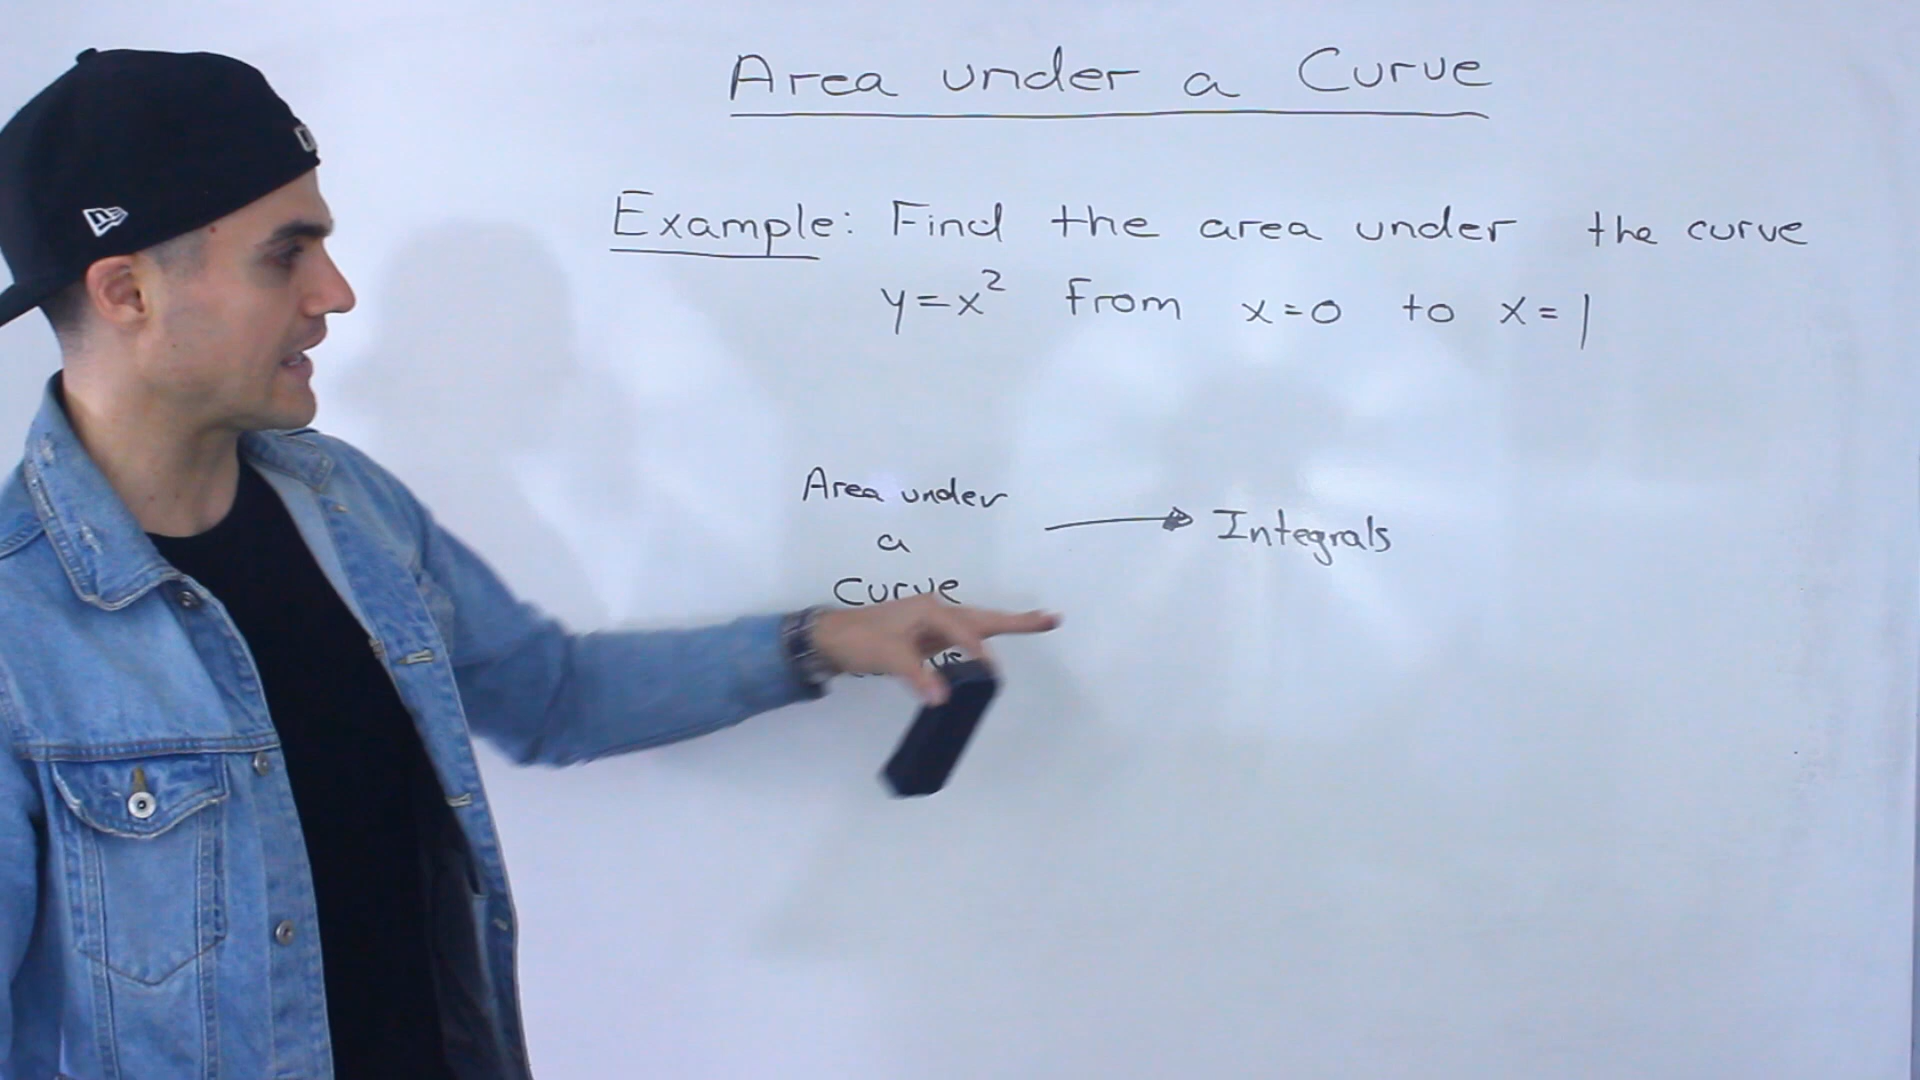 Area under a Curve
Example: Find the area under the curve
y=x² from x=0 to x=1
Area under
a
Curve
Integrals